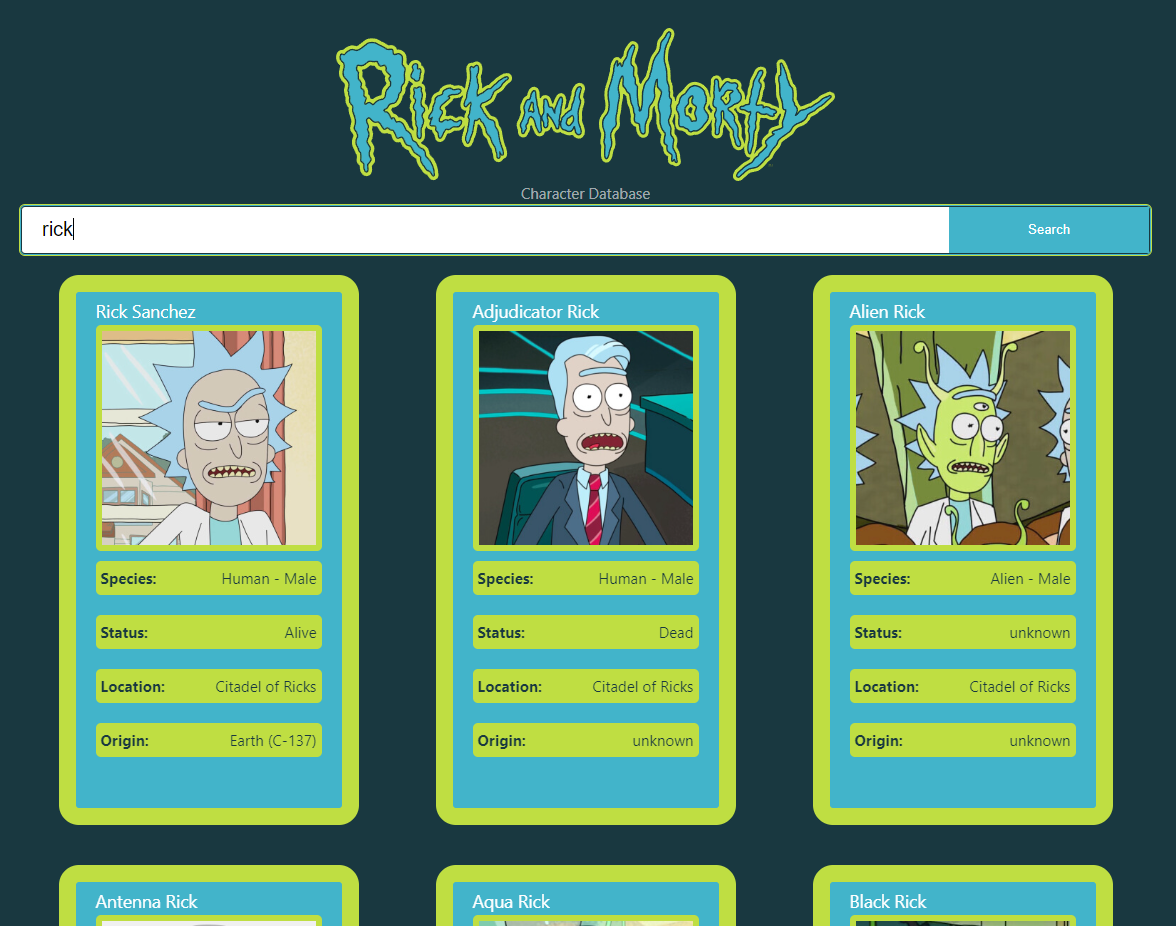 Rick and Morty
Character Database
rick
Search
Rick Sanchez
Species: Human - Male
Status: Alive
Location: Citadel of Ricks
Origin: Earth (C-137)
Adjudicator Rick
Species: Human - Male
Status: Dead
Location: Citadel of Ricks
Origin: unknown
Alien Rick
Species: Alien - Male
Status: unknown
Location: Citadel of Ricks
Origin: unknown
Antenna Rick
Aqua Rick
Black Rick